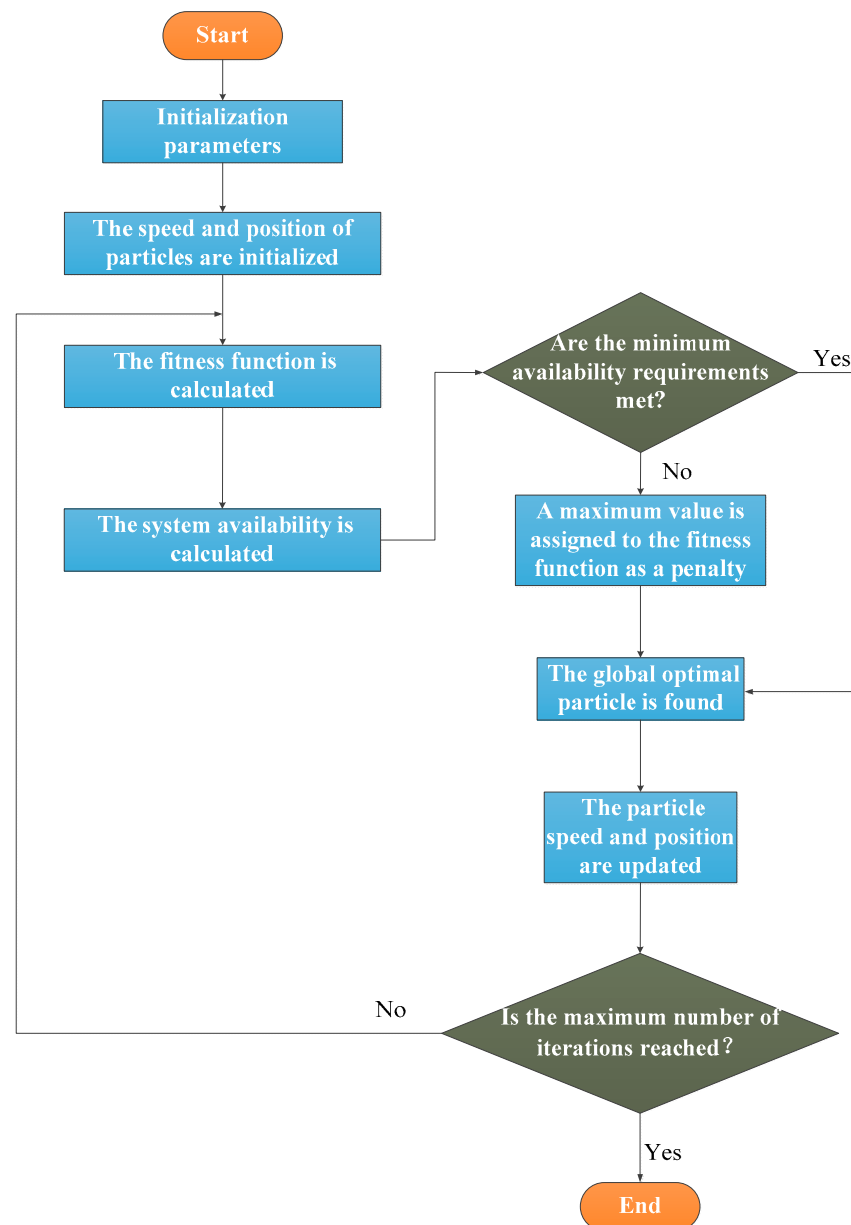 Start
Initialization
parameters
The speed and position of
particles are initialized
The fitness function is
calculated
The system availability is
calculated
Are the minimum
availability requirements
met?
Yes
No
A maximum value is
assigned to the fitness
function as a penalty
The global optimal
particle is found
The particle
speed and position
are updated
No
Is the maximum number of
iterations reached？
Yes
End